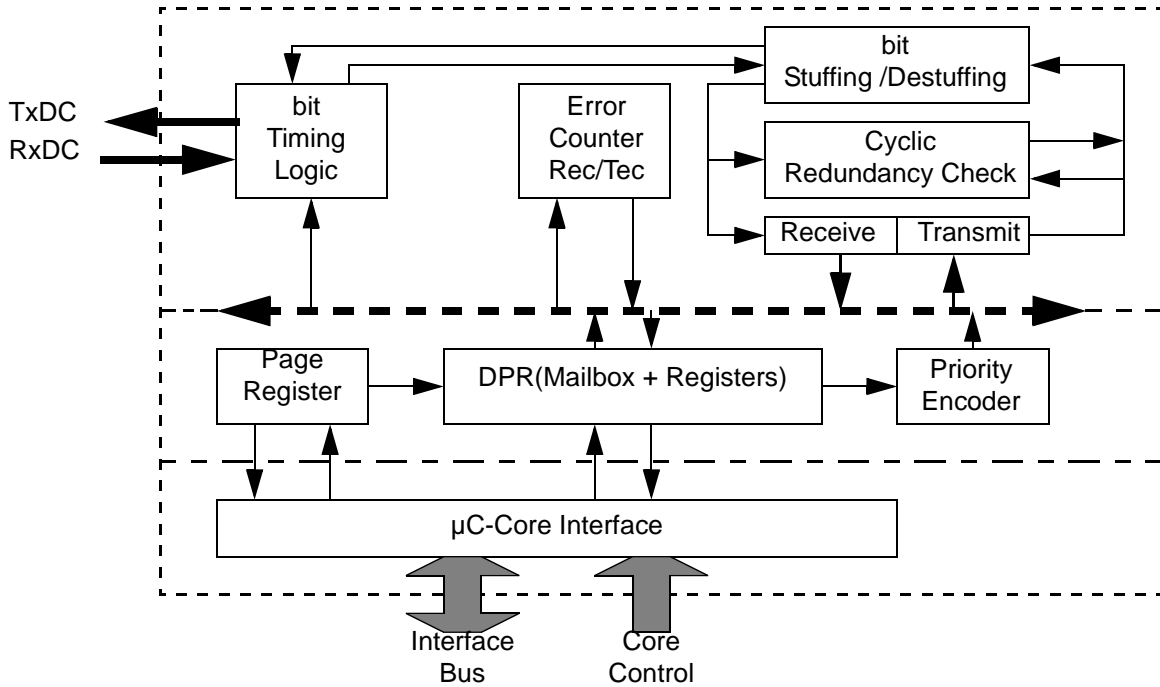 bit
Stuffing /Destuffing
TxDC
RxDC
bit
Timing
Logic
Error
Counter
Rec/Tec
Cyclic
Redundancy Check
Receive
Transmit
Page
Register
DPR(Mailbox + Registers)
Priority
Encoder
µC-Core Interface
Interface
Bus
Core
Control